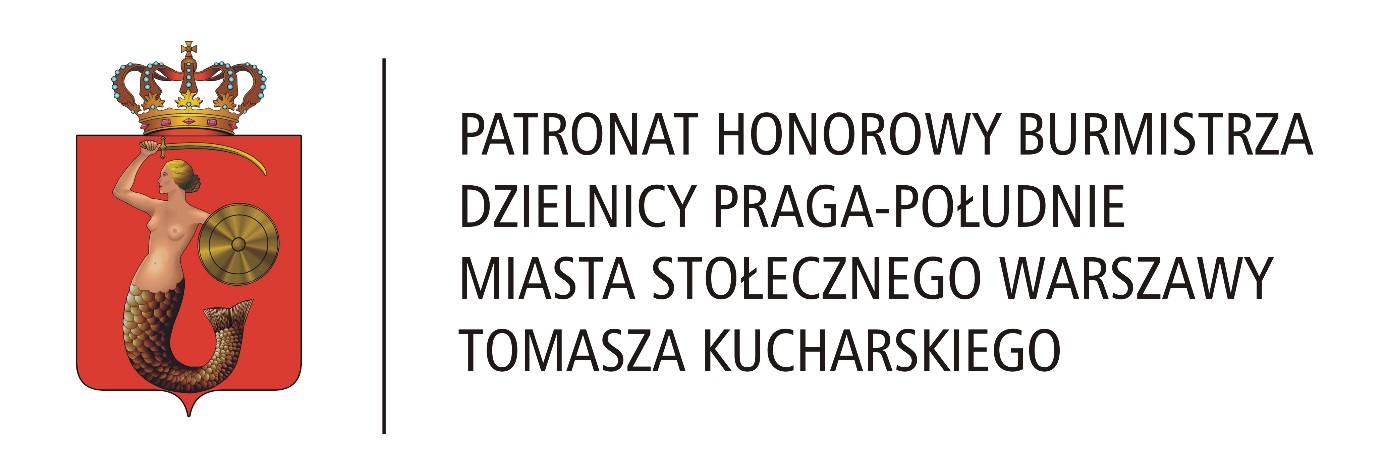 PATRONAT HONOROWY BURMISTRZA
DZIELNICY PRAGA-POŁUDNIE
MIASTA STOŁECZNEGO WARSZAWY
TOMASZA KUCHARSKIEGO